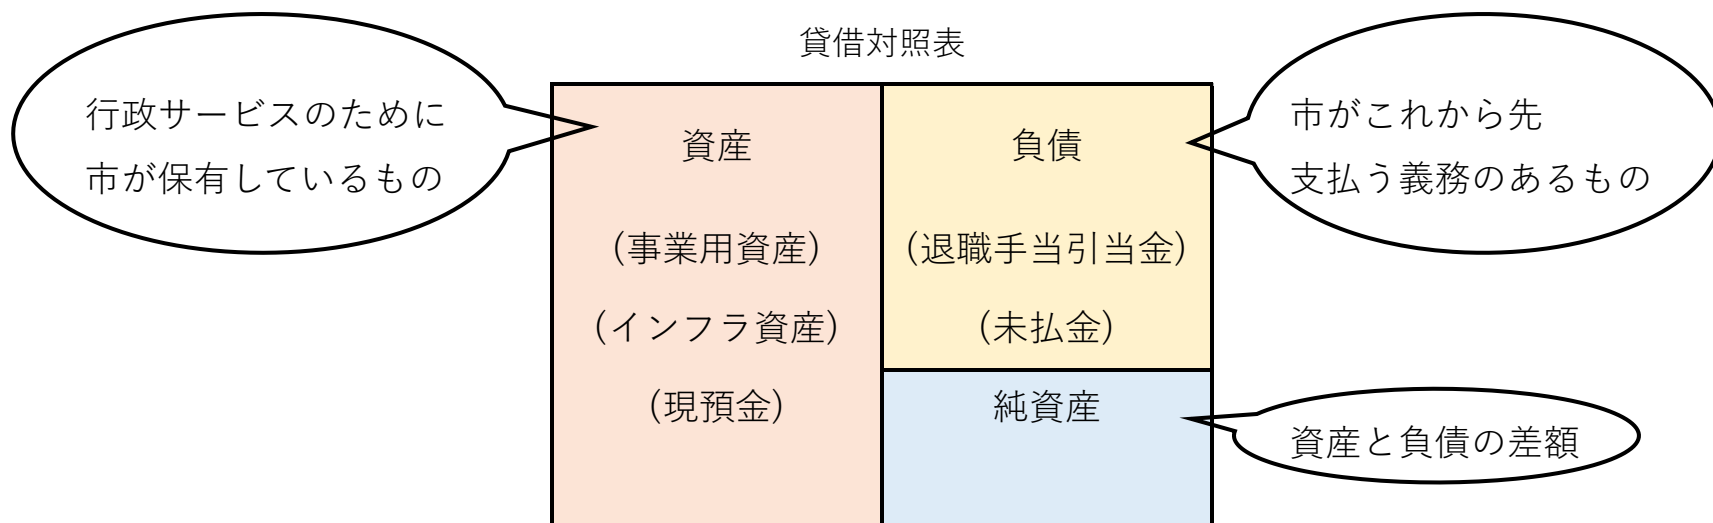 貸借対照表
行政サービスのために
市が保有しているもの
資産
(事業用資産)
(インフラ資産)
(現預金)
負債
(退職手当引当金)
(未払金)
純資産
市がこれから先
支払う義務のあるもの
資産と負債の差額